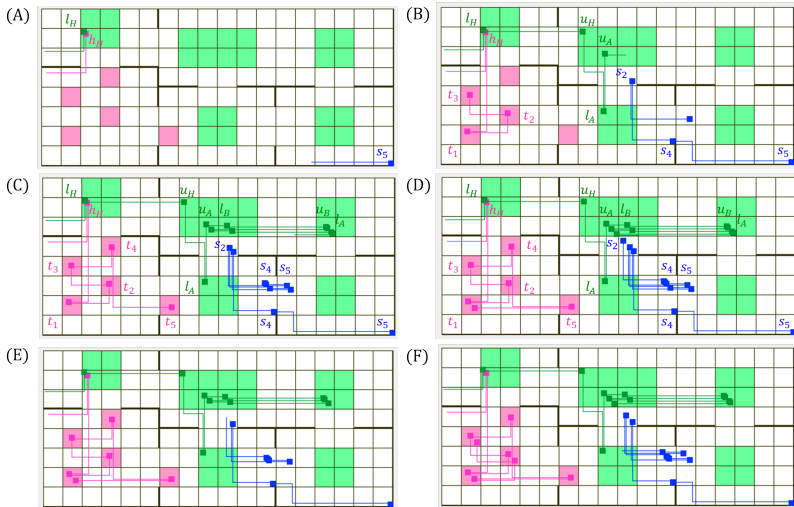 (A)
l_H
h_H
s_5
(B)
l_H
h_H
u_H
u_A
s_2
t_3
t_2
l_A
t_1
s_4
s_5
(C)
l_H
u_H
h_H
u_A l_B u_B l_A
s_2
t_4
t_3
s_4 s_5
t_2
l_A
t_1
t_5
s_4
s_5
(D)
l_H
u_H
h_H
u_A l_B u_B l_A
s_2
t_4
t_3
s_4 s_5
t_2
l_A
t_1
t_5
s_4
s_5
(E)
(F)